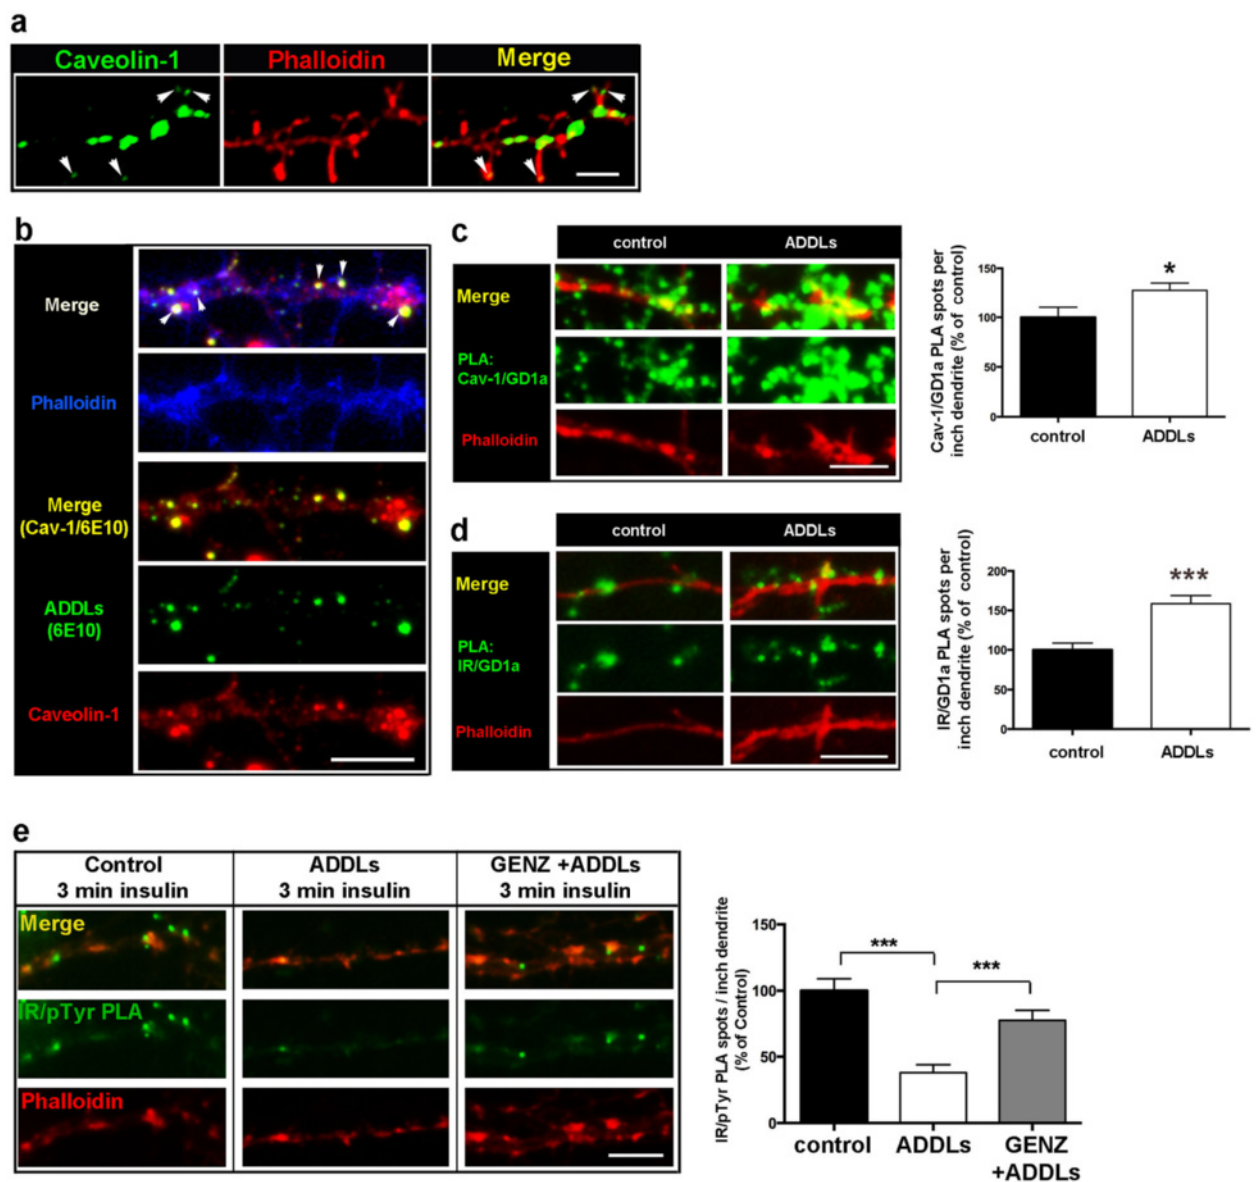 a
Caveolin-1 Phalloidin Merge
b
Merge
Phalloidin
Merge
(Cav-1/6E10)
ADDLs
(6E10)
Caveolin-1
c
control ADDLs
Merge
PLA:
Cav-1/GD1a
Phalloidin
Cav-1/GD1a PLA spots per
inch dendrite (% of control)
150
100
50
0
*
control ADDLs
d
control ADDLs
Merge
PLA:
IR/GD1a
Phalloidin
IR/GD1a PLA spots per
inch dendrite (% of control)
200
150
100
50
0
***
control ADDLs
e
Control ADDLs GENZ +ADDLs
3 min insulin 3 min insulin 3 min insulin
Merge
IR/pTyr PLA
Phalloidin
IR/pTyr PLA spots / inch dendrite
(% of Control)
150
100
50
0
*** ***
control ADDLs GENZ
+ADDLs